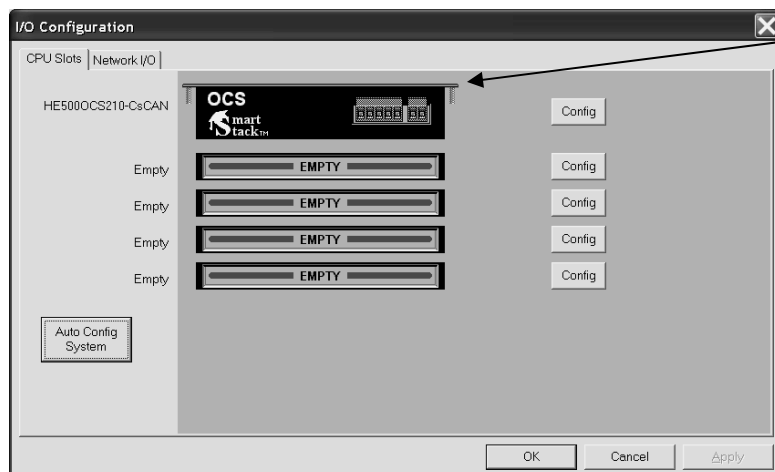 I/O Configuration
CPU Slots Network I/O
HE500OCS210-CsCAN
OCS
Smart
Stack™
Config
Empty
EMPTY
Config
Empty
EMPTY
Config
Empty
EMPTY
Config
Empty
EMPTY
Config
Auto Config
System
OK Cancel Apply